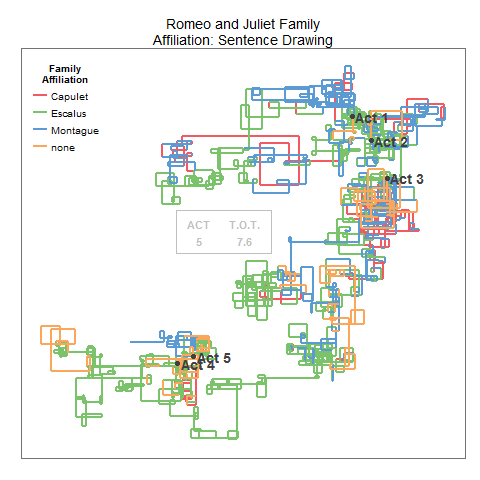 Romeo and Juliet Family
Affiliation: Sentence Drawing
Family
Affiliation
Capulet
Escalus
Montague
none
Act 1
Act 2
Act 3
ACT T.O.T.
5 7.6
Act 5
Act 4